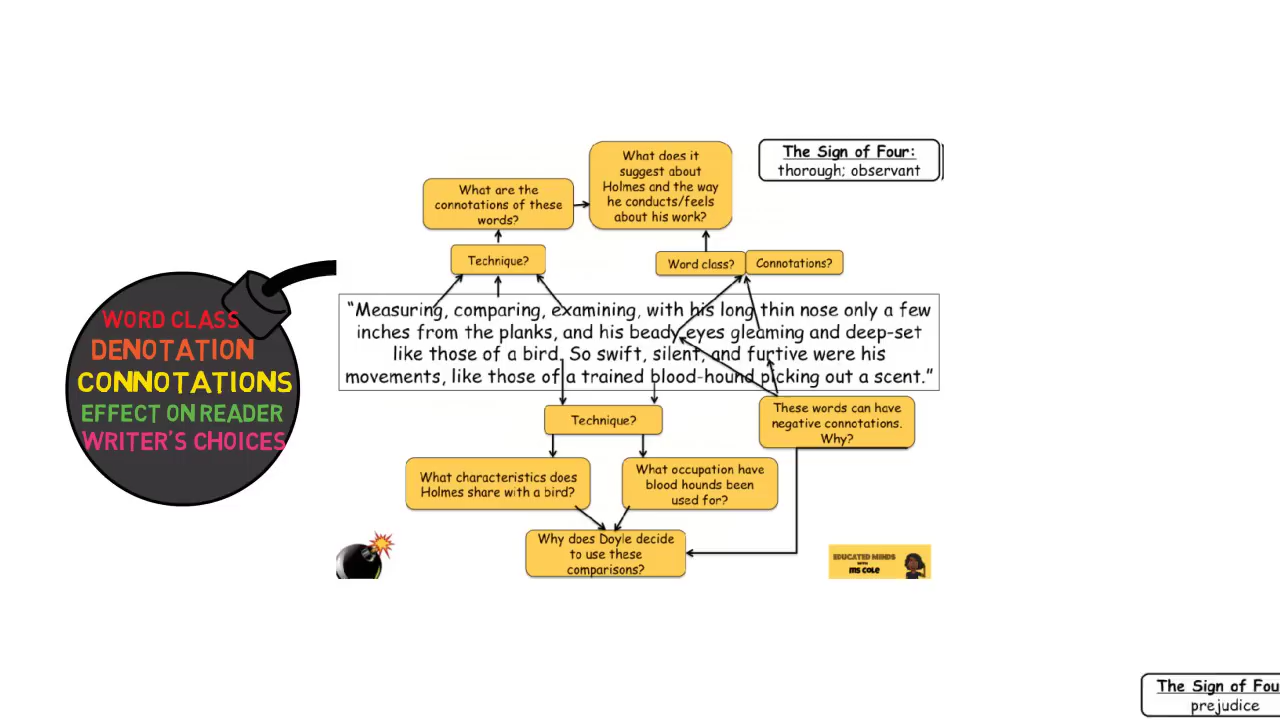 What does it
suggest about
Holmes and the way
he conducts/feels
about his work?
The Sign of Four:
thorough; observant
What are the
connotations of these
words?
Technique?
Word class?
Connotations?
“Measuring, comparing, examining, with his long thin nose only a few
inches from the planks, and his beady eyes gleaming and deep-set
like those of a bird. So swift, silent, and furtive were his
movements, like those of a trained blood-hound picking out a scent.”
WORD CLASS
DENOTATION
CONNOTATIONS
EFFECT ON READER
WRITER'S CHOICES
Technique?
These words can have
negative connotations.
Why?
What characteristics does
Holmes share with a bird?
What occupation have
blood hounds been
used for?
Why does Doyle decide
to use these
comparisons?
EDUCATED MINDS
WITH
MS COLE
The Sign of Fou
prejudice